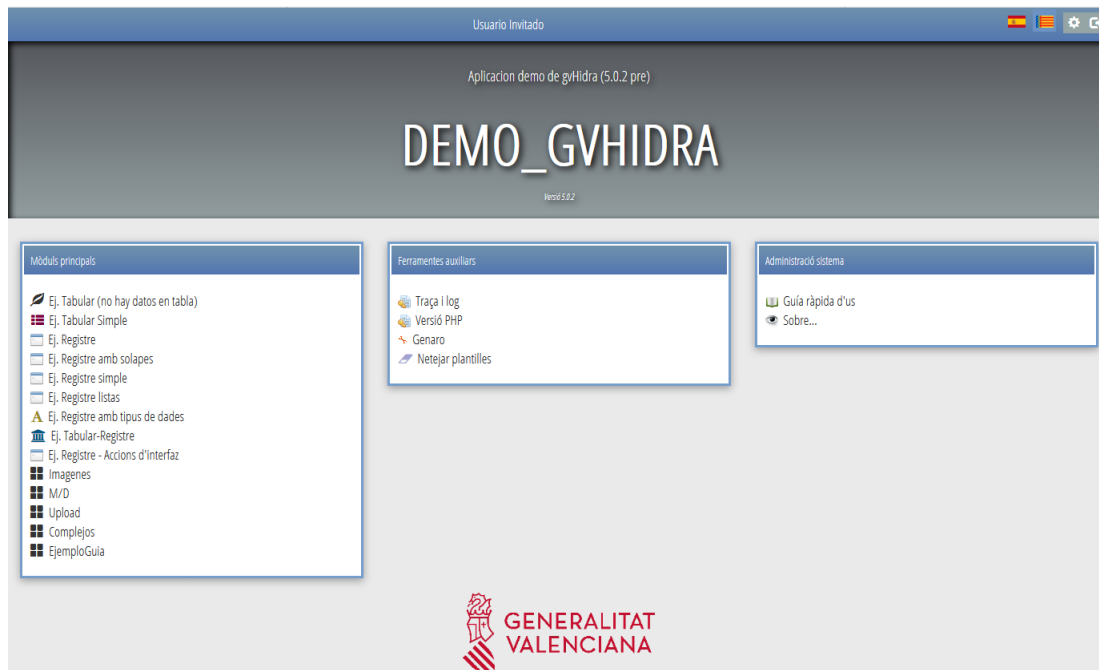 Usuario Invitado
Aplicacion demo de gvHidra (5.0.2 pre)
DEMO_GVHIDRA
Versió 5.0.2
Mòduls principals
Ej. Tabular (no hay datos en tabla)
Ej. Tabular Simple
Ej. Registre
Ej. Registre amb solapes
Ej. Registre simple
Ej. Registre listas
Ej. Registre amb tipus de dades
Ej. Tabular-Registre
Ej. Registre - Accions d'interfaz
Imagenes
M/D
Upload
Complejos
EjemploGuia
Ferramentes auxiliars
Traça i log
Versió PHP
Genaro
Netejar plantilles
Administració sistema
Guía ràpida d'us
Sobre...
GENERALITAT
VALENCIANA